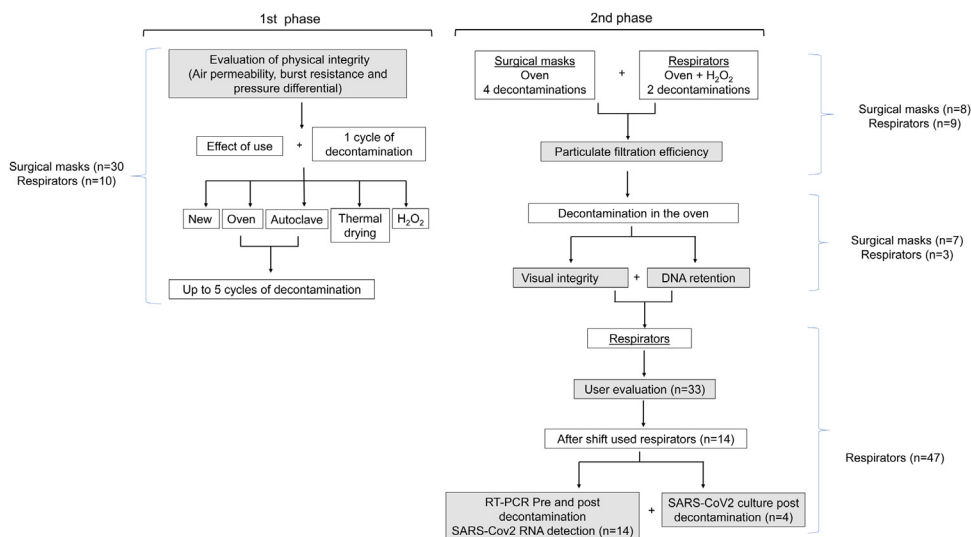 1st phase
Evaluation of physical integrity
(Air permeability, burst resistance and
pressure differential)
Effect of use
+
1 cycle of
decontamination
Surgical masks (n=30
Respirators (n=10)
New
Oven
Autoclave
Thermal
drying
H₂O₂
Up to 5 cycles of decontamination
2nd phase
Surgical masks
Oven
4 decontaminations
+
Respirators
Oven + H₂O₂
2 decontaminations
Surgical masks (n=8)
Respirators (n=9)
Particulate filtration efficiency
Decontamination in the oven
Surgical masks (n=7)
Respirators (n=3)
Visual integrity
+
DNA retention
Respirators
User evaluation (n=33)
After shift used respirators (n=14)
Respirators (n=47)
RT-PCR Pre and post
decontamination
SARS-Cov2 RNA detection (n=14)
+
SARS-CoV2 culture post
decontamination (n=4)